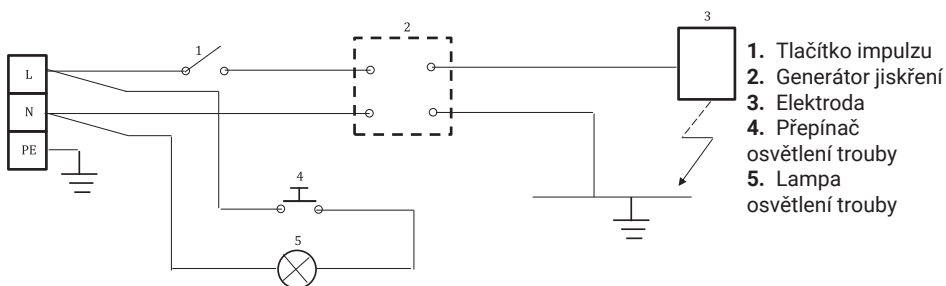 L
N
PE
1
2
3
4
5
1. Tlačítko impulzu
2. Generátor jiskření
3. Elektroda
4. Přepínač
osvětlení trouby
5. Lampa
osvětlení trouby